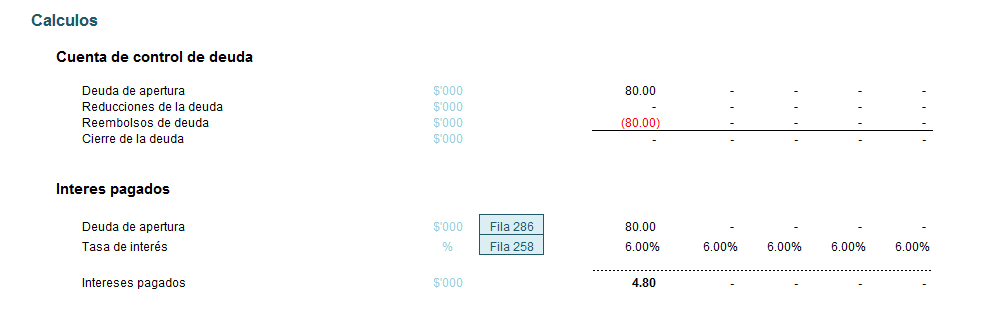 Calculos
Cuenta de control de deuda
Deuda de apertura $'000 80.00 - - - -
Reducciones de la deuda $'000 - - - - -
Reembolsos de deuda $'000 (80.00) - - - -
Cierre de la deuda $'000 - - - - -
Interes pagados
Deuda de apertura $'000 Fila 286 80.00 - - - -
Tasa de interés % Fila 258 6.00% 6.00% 6.00% 6.00% 6.00%
Intereses pagados $'000 4.80 - - - -